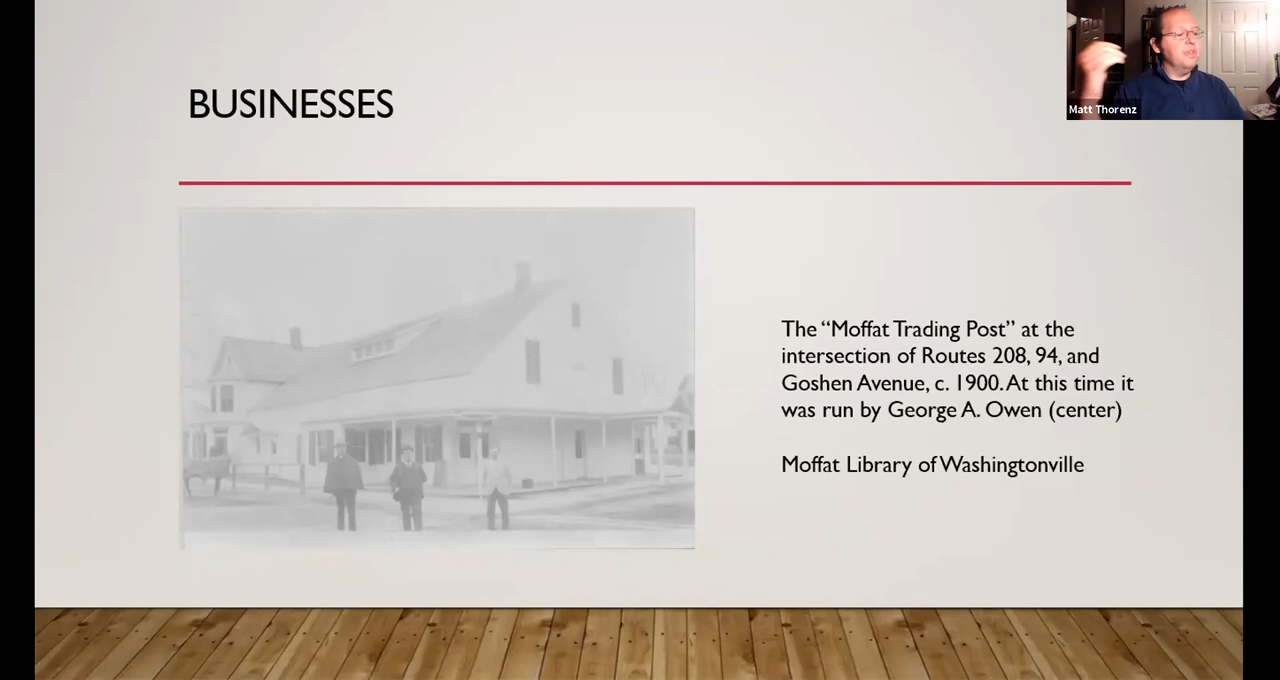 Matt Thorenz
BUSINESSES
The “Moffat Trading Post” at the
intersection of Routes 208, 94, and
Goshen Avenue, c. 1900. At this time it
was run by George A. Owen (center)
Moffat Library of Washingtonville